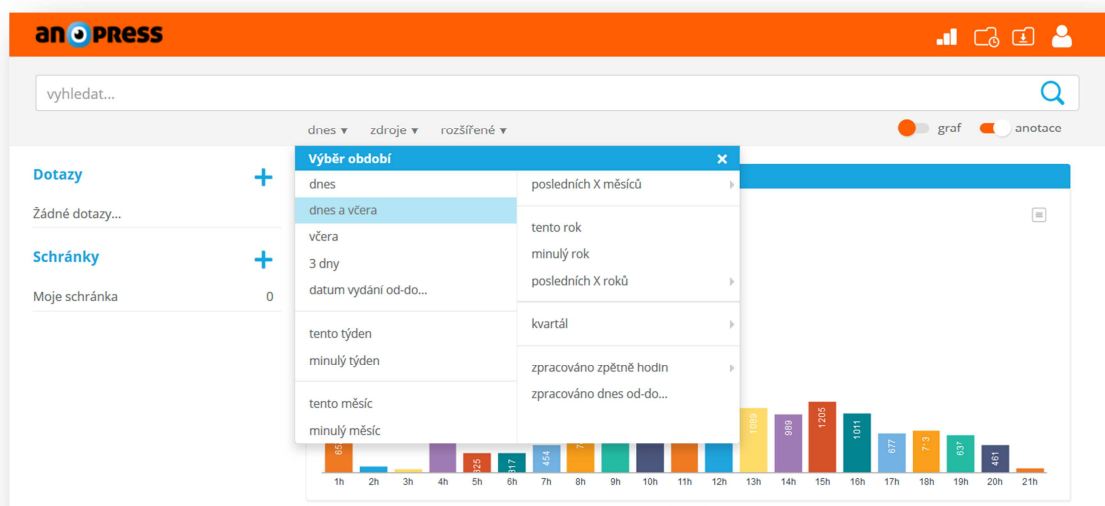 anopress
vyhledat...
dnes ▾ zdroje ▾ rozšířené ▾
graf anotace
Dotazy +
Žádné dotazy...
Schránky +
Moje schránka 0
Výběr období ×
dnes
dnes a včera
včera
3 dny
datum vydání od-do...
tento týden
minulý týden
tento měsíc
minulý měsíc
posledních X měsíců
tento rok
minulý rok
posledních X roků
kvartál
zpracováno zpětně hodin
zpracováno dnes od-do...
454 1089 989 1205 1011 677 713 637 461
1h 2h 3h 4h 5h 6h 7h 8h 9h 10h 11h 12h 13h 14h 15h 16h 17h 18h 19h 20h 21h